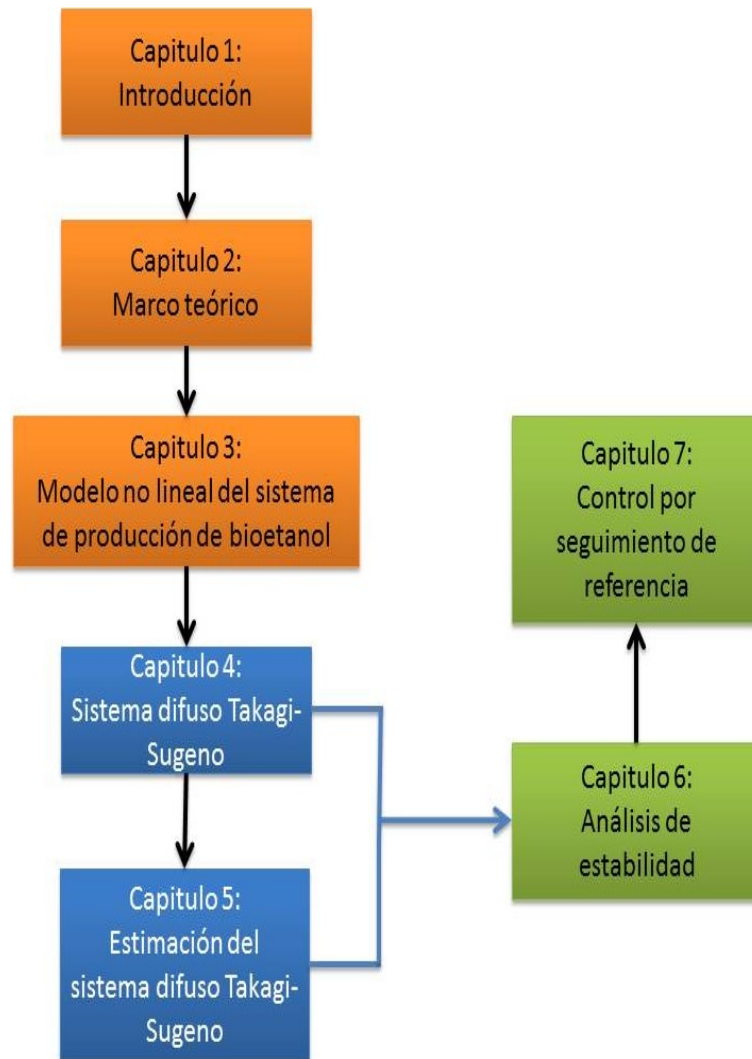 Capitulo 1:
Introducción
Capitulo 2:
Marco teórico
Capitulo 3:
Modelo no lineal del sistema
de producción de bioetanol
Capitulo 4:
Sistema difuso Takagi-
Sugeno
Capitulo 5:
Estimación del
sistema difuso Takagi-
Sugeno
Capitulo 6:
Análisis de
estabilidad
Capitulo 7:
Control por
seguimiento de
referencia